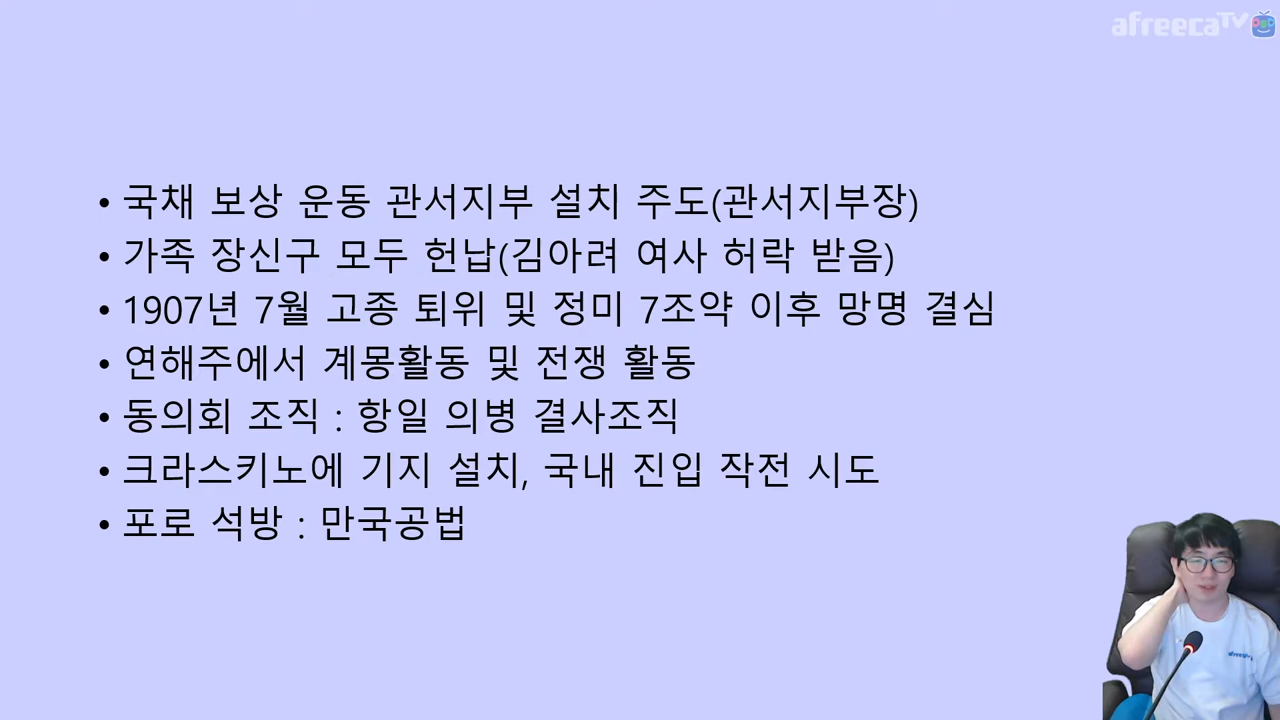 afreecaTV
• 국채 보상 운동 관서지부 설치 주도(관서지부장)
• 가족 장신구 모두 헌납(김아려 여사 허락 받음)
• 1907년 7월 고종 퇴위 및 정미 7조약 이후 망명 결심
• 연해주에서 계몽활동 및 전쟁 활동
• 동의회 조직 : 항일 의병 결사조직
• 크라스키노에 기지 설치, 국내 진입 작전 시도
• 포로 석방 : 만국공법